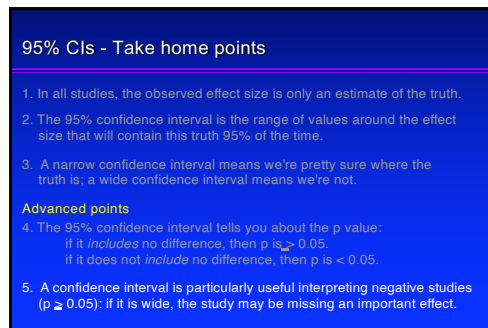 95% CIs - Take home points
1. In all studies, the observed effect size is only an estimate of the truth.
2. The 95% confidence interval is the range of values around the effect
size that will contain this truth 95% of the time.
3. A narrow confidence interval means we're pretty sure where the
truth is; a wide confidence interval means we're not.
Advanced points
4. The 95% confidence interval tells you about the p value:
if it includes no difference, then p is ≥ 0.05.
if it does not include no difference, then p is < 0.05.
5. A confidence interval is particularly useful interpreting negative studies
(p ≥ 0.05): if it is wide, the study may be missing an important effect.